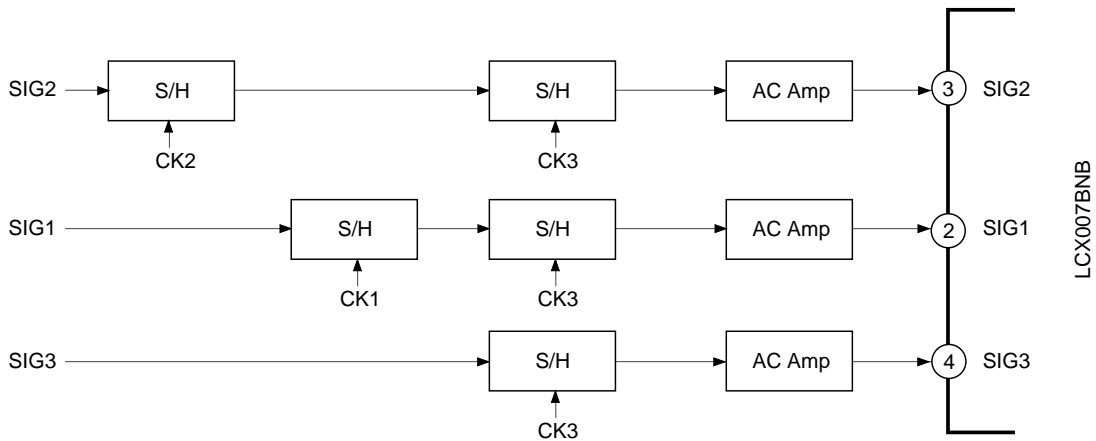 SIG2 S/H S/H AC Amp 3 SIG2
CK2 CK3
SIG1 S/H S/H AC Amp 2 SIG1
CK1 CK3
SIG3 S/H AC Amp 4 SIG3
CK3
LCX007BNB